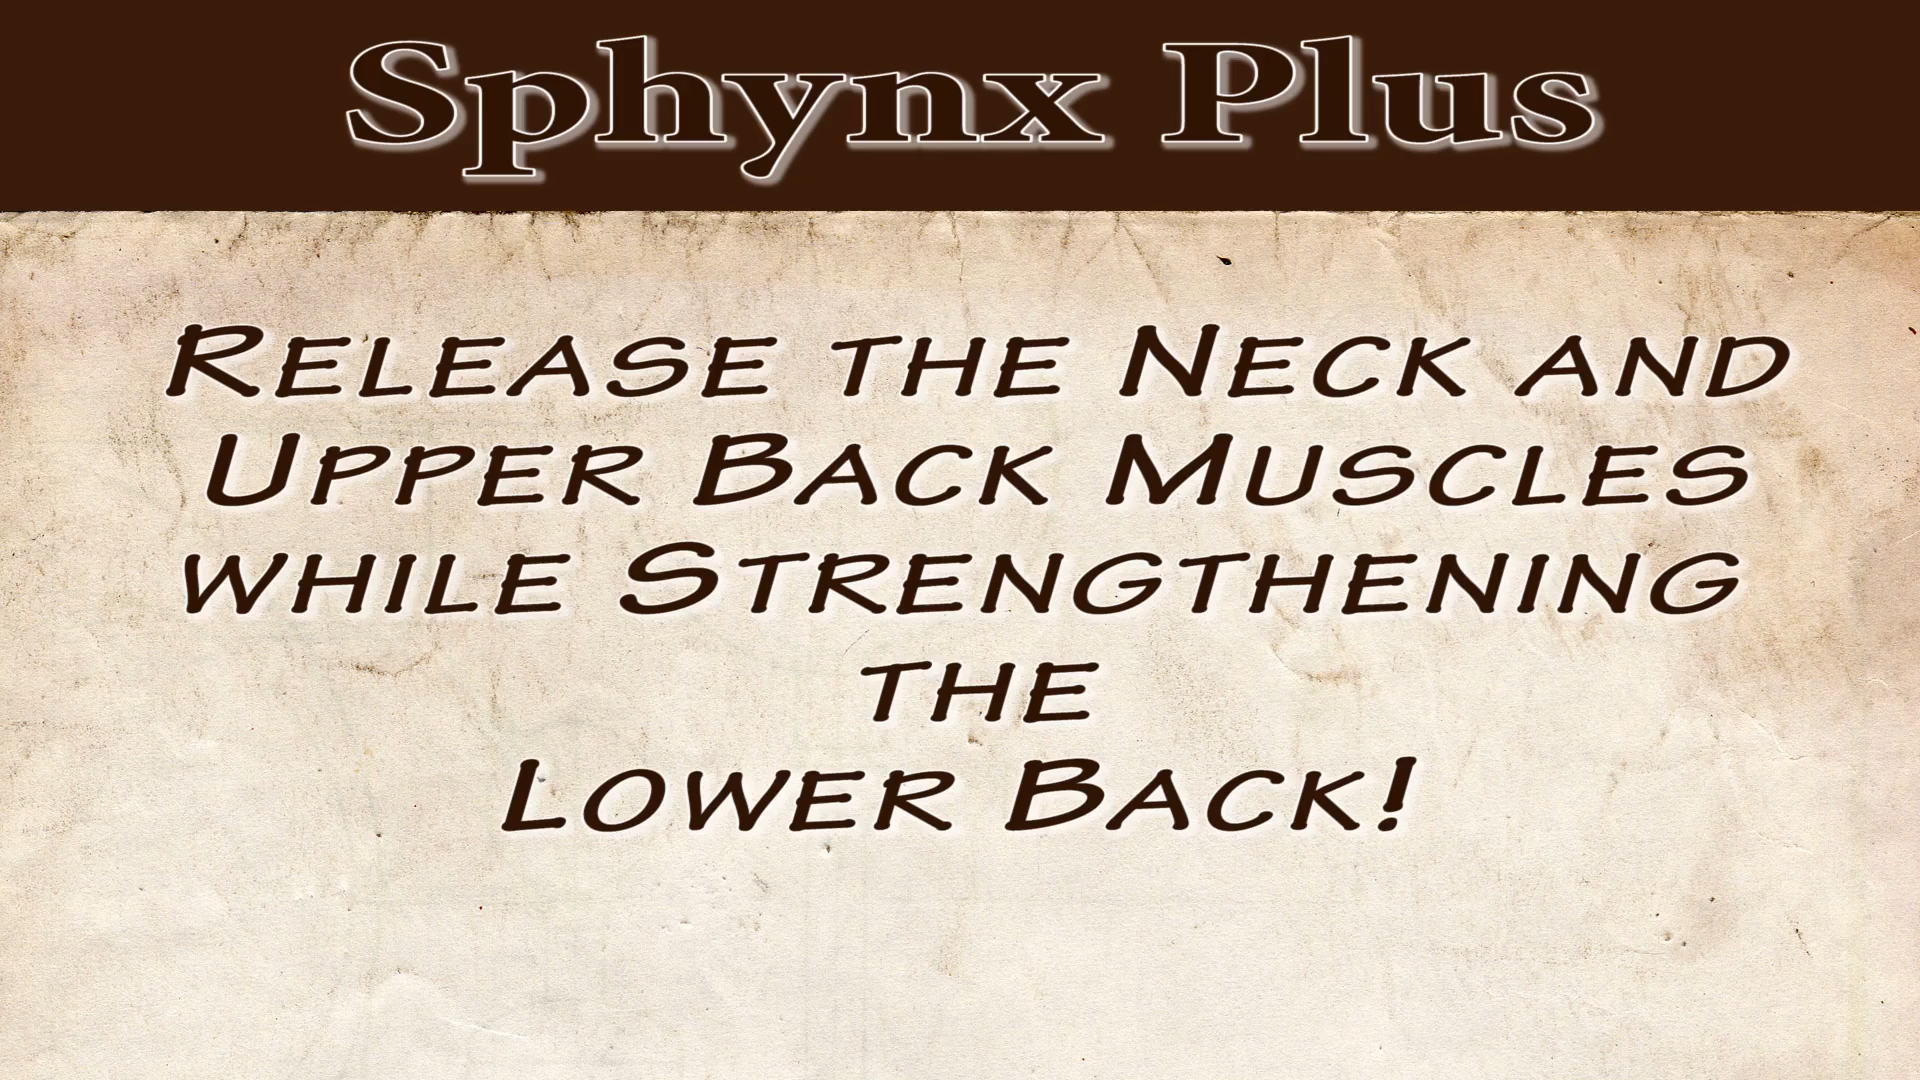 Sphynx Plus
Release the Neck and
Upper Back Muscles
while Strengthening
the
Lower Back!